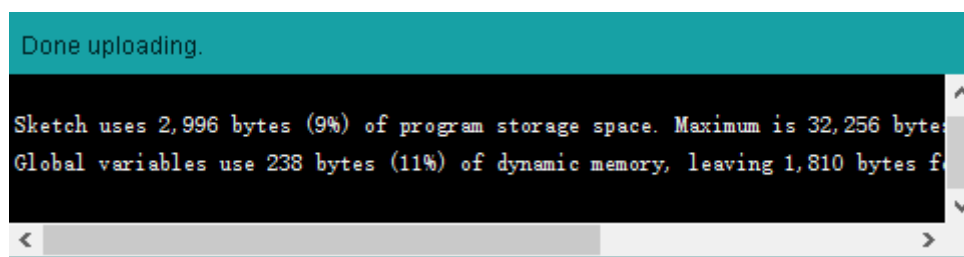 Done uploading.
Sketch uses 2,996 bytes (9%) of program storage space. Maximum is 32,256 bytes
Global variables use 238 bytes (11%) of dynamic memory, leaving 1,810 bytes